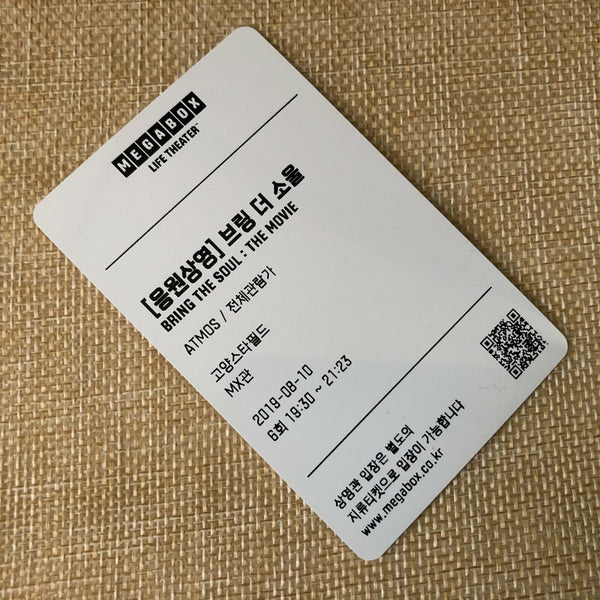 MEGABOX
LIFE THEATER™
[응원상영] 브링 더 소울
BRING THE SOUL : THE MOVIE
ATMOS / 전체관람가
고양스타필드
MX관
2019-08-10
6회 19:30 ~ 21:23
상영관 입장은 별도의
지류티켓으로 입장이 가능합니다
www.megabox.co.kr